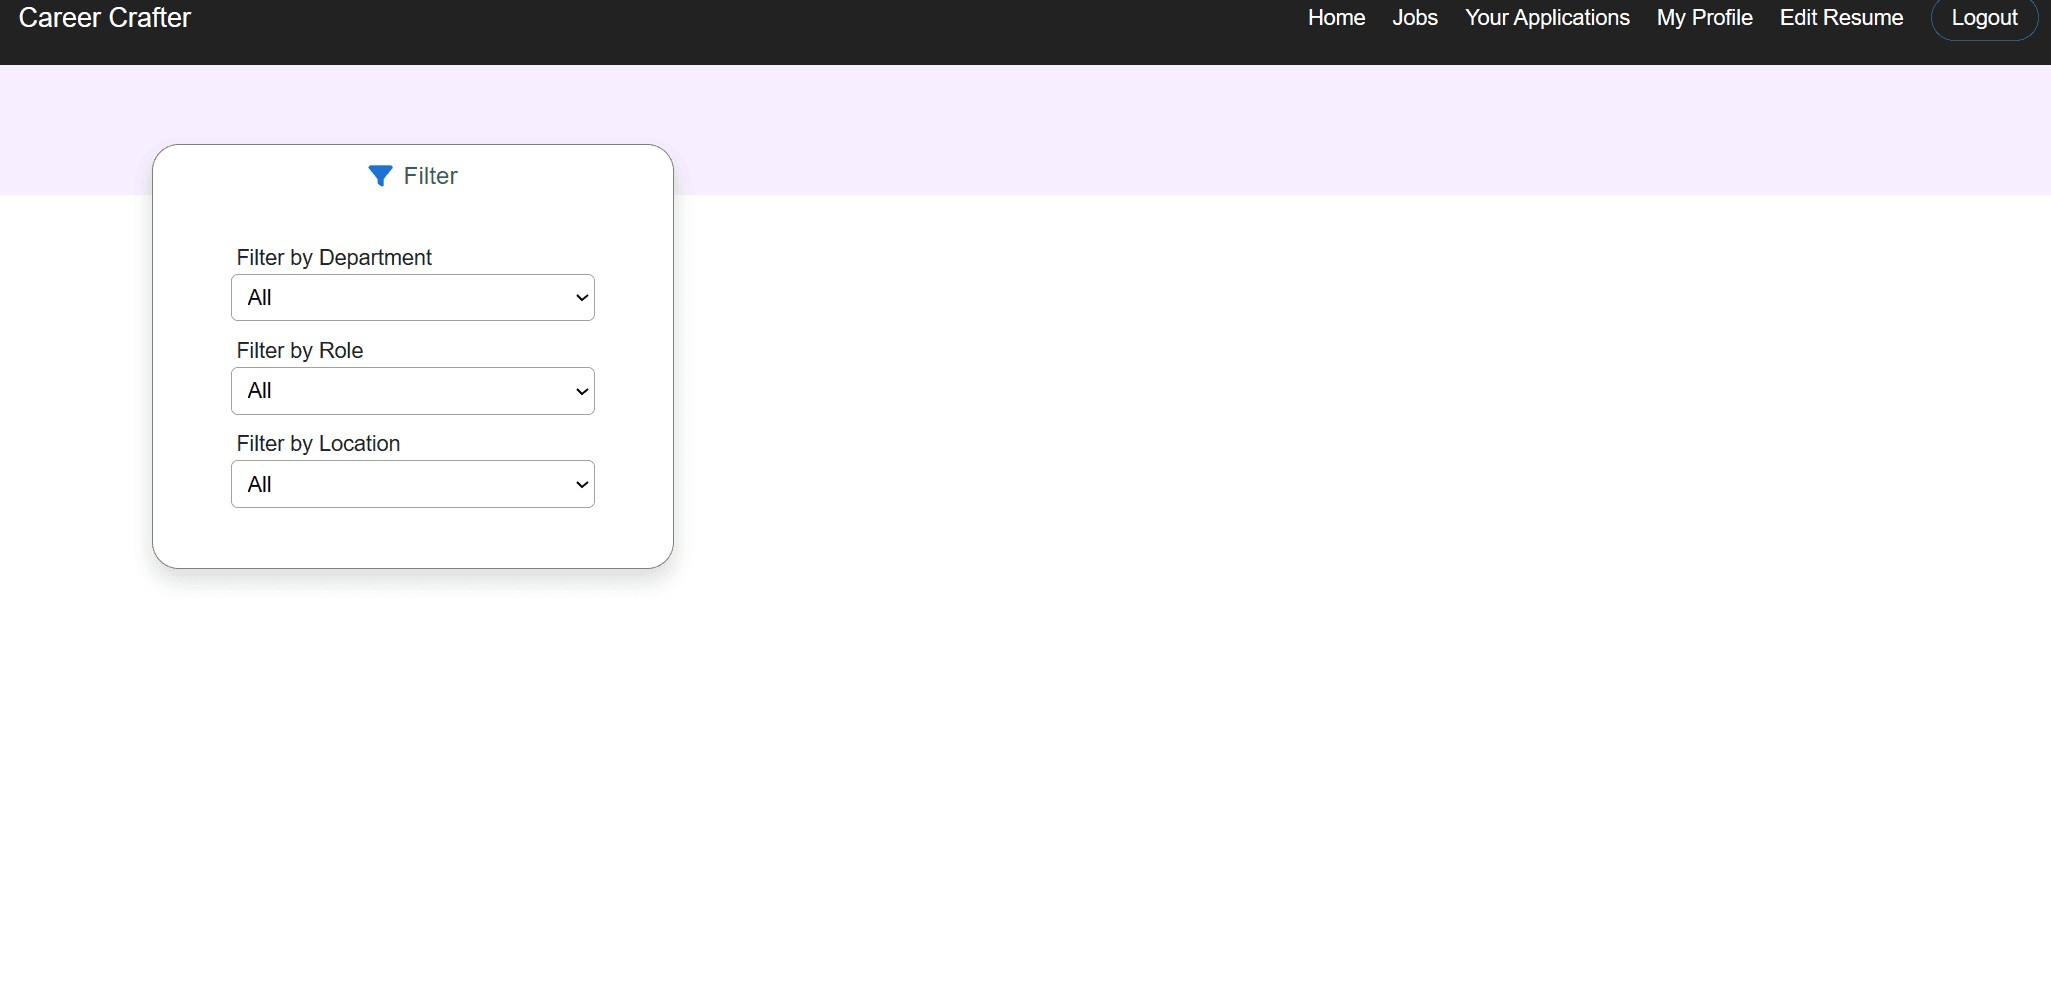 Career Crafter
Home Jobs Your Applications My Profile Edit Resume Logout
Filter
Filter by Department
All
Filter by Role
All
Filter by Location
All